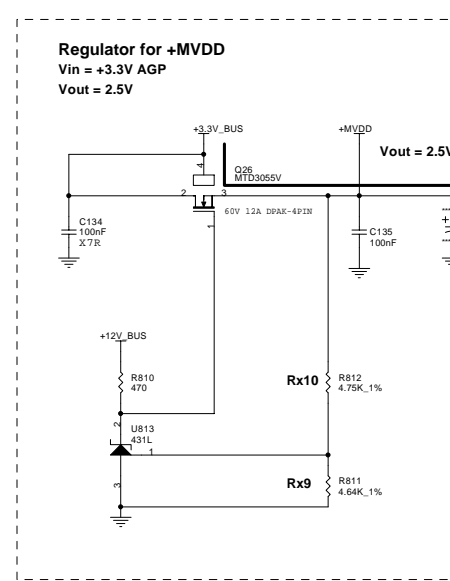 Regulator for +MVDD
Vin = +3.3V AGP
Vout = 2.5V
+3.3V_BUS
+MVDD
Vout = 2.5V
4
Q26
MTD3055V
2
3
60V 12A DPAK-4PIN
1
C134
100nF
X7R
C135
100nF
+
+12V_BUS
R810
470
Rx10
R812
4.75K_1%
2
U813
431L
1
3
Rx9
R811
4.64K_1%